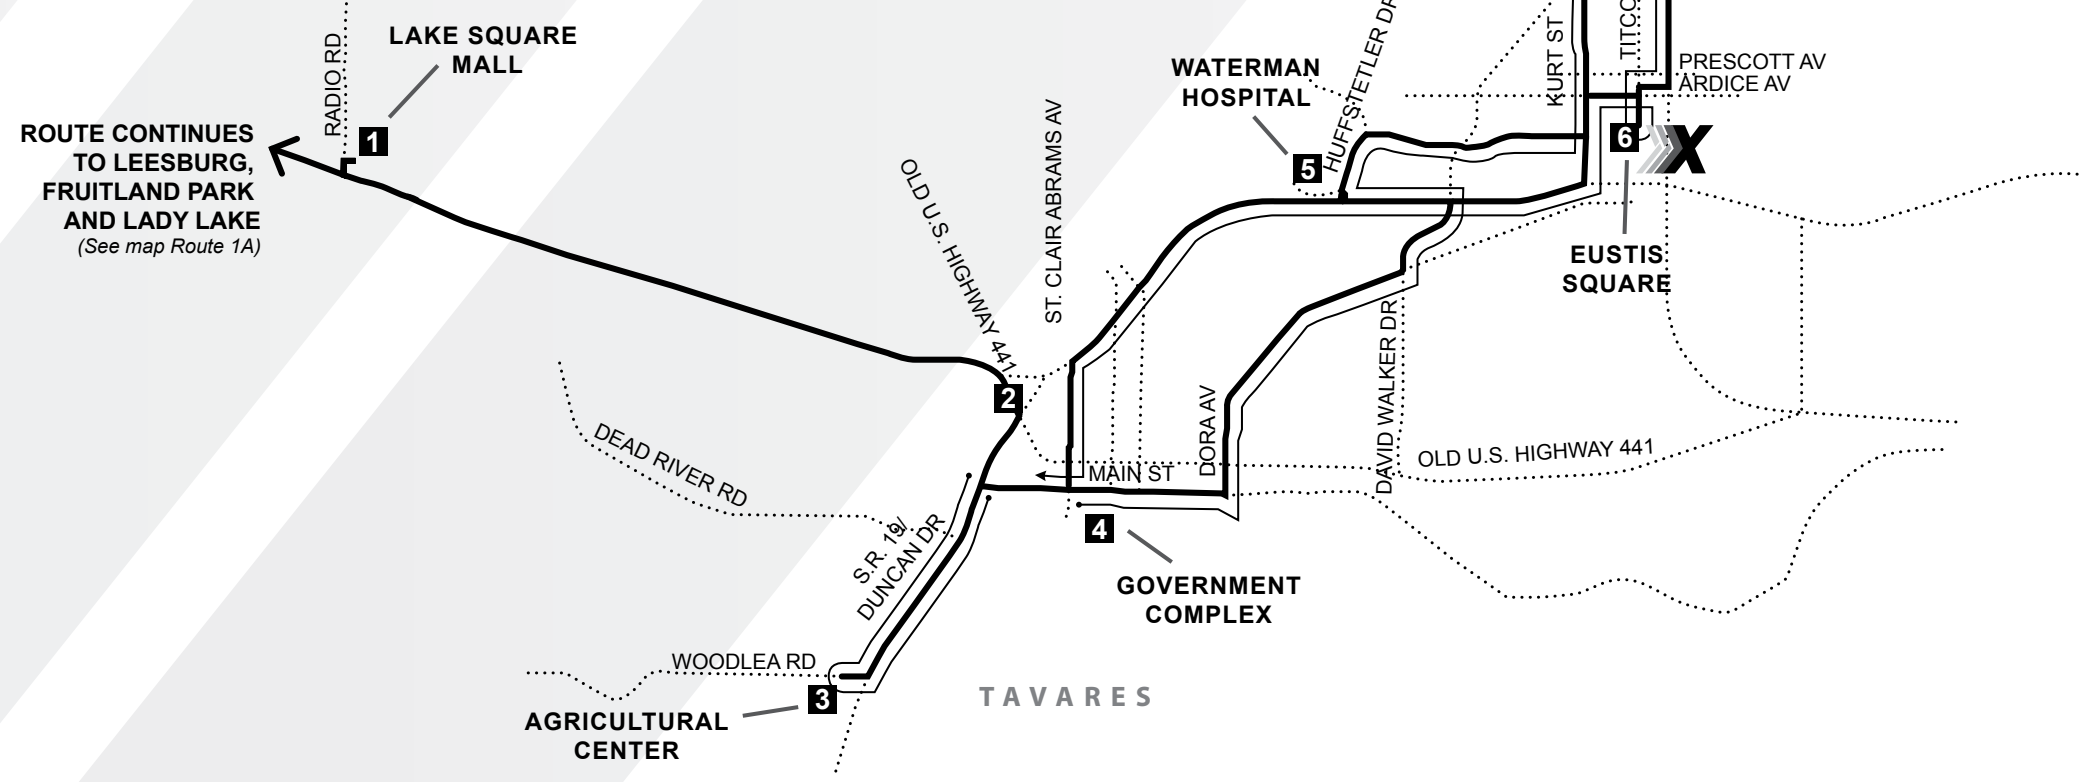 LAKE SQUARE
MALL
RADIO RD
1
ROUTE CONTINUES
TO LEESBURG,
FRUITLAND PARK
AND LADY LAKE
(See map Route 1A)
OLD U.S. HIGHWAY 441
ST. CLAIR ABRAMS AV
WATERMAN
HOSPITAL
5
HUFFSTETLER DR
KURT ST
TITCO
PRESCOTT AV
ARDICE AV
6
X
EUSTIS
SQUARE
2
DEAD RIVER RD
MAIN ST
DORA AV
DAVID WALKER DR
OLD U.S. HIGHWAY 441
S.R. 19/
DUNCAN DR
4
GOVERNMENT
COMPLEX
WOODLEA RD
3
AGRICULTURAL
CENTER
TAVARES